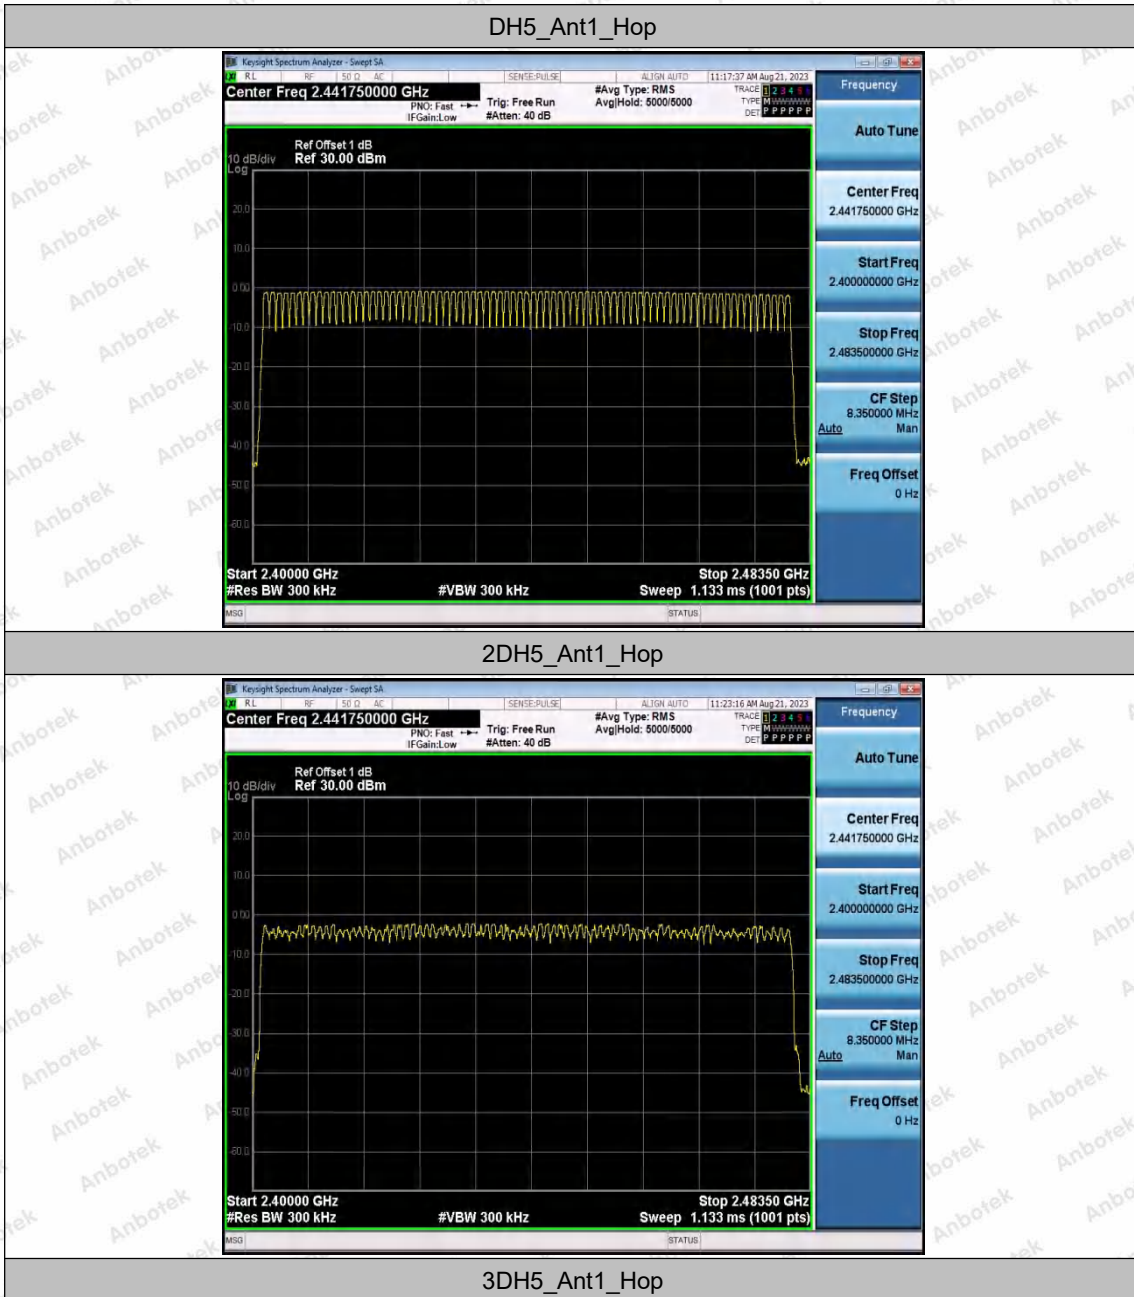 DH5_Ant1_Hop
Keysight Spectrum Analyzer - Swept SA
RL RF 50 Ω AC SENSE:PULSE ALIGN AUTO 11:17:37 AM Aug 21, 2023
Center Freq 2.441750000 GHz #Avg Type: RMS TRACE 1 2 3 4 5 6 Frequency
PNO: Fast Trig: Free Run Avg|Hold: 5000/5000 TYPE M
IFGain:Low #Atten: 40 dB DET P P P P P P
Auto Tune
Ref Offset 1 dB
10 dB/div Ref 30.00 dBm
Log
Center Freq
2.441750000 GHz
20.0
10.0
Start Freq
2.400000000 GHz
0.00
-10.0
Stop Freq
2.483500000 GHz
-20.0
-30.0
CF Step
8.350000 MHz
Auto Man
-40.0
Freq Offset
0 Hz
-50.0
-60.0
Start 2.40000 GHz Stop 2.48350 GHz
#Res BW 300 kHz #VBW 300 kHz Sweep 1.133 ms (1001 pts)
MSG STATUS
2DH5_Ant1_Hop
Keysight Spectrum Analyzer - Swept SA
RL RF 50 Ω AC SENSE:PULSE ALIGN AUTO 11:23:16 AM Aug 21, 2023
Center Freq 2.441750000 GHz #Avg Type: RMS TRACE 1 2 3 4 5 6 Frequency
PNO: Fast Trig: Free Run Avg|Hold: 5000/5000 TYPE M
IFGain:Low #Atten: 40 dB DET P P P P P P
Auto Tune
Ref Offset 1 dB
10 dB/div Ref 30.00 dBm
Log
Center Freq
2.441750000 GHz
20.0
10.0
Start Freq
2.400000000 GHz
0.00
-10.0
Stop Freq
2.483500000 GHz
-20.0
-30.0
CF Step
8.350000 MHz
Auto Man
-40.0
Freq Offset
0 Hz
-50.0
-60.0
Start 2.40000 GHz Stop 2.48350 GHz
#Res BW 300 kHz #VBW 300 kHz Sweep 1.133 ms (1001 pts)
MSG STATUS
3DH5_Ant1_Hop
Anbotek